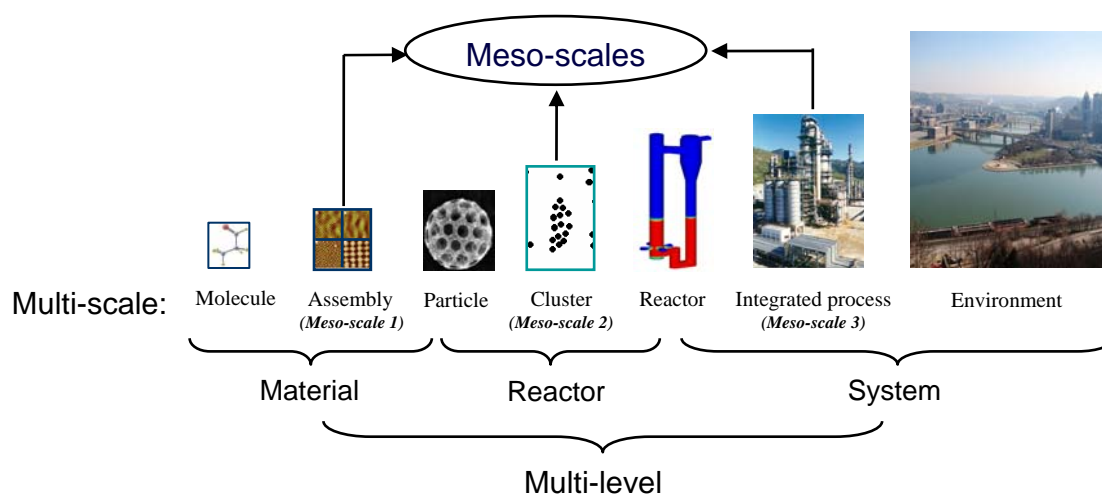 Meso-scales
Multi-scale:
Molecule
Assembly
(Meso-scale 1)
Particle
Cluster
(Meso-scale 2)
Reactor
Integrated process
(Meso-scale 3)
Environment
Material
Reactor
System
Multi-level